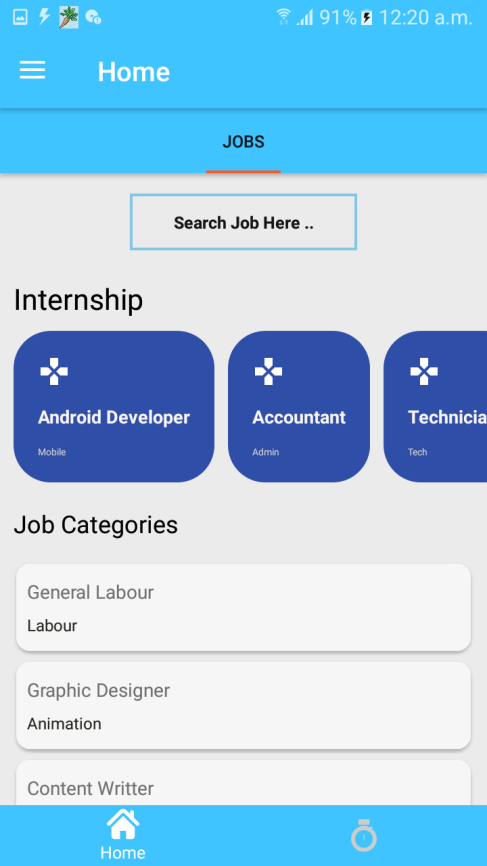 91% 12:20 a.m.
Home
JOBS
Search Job Here ..
Internship
Android Developer
Mobile
Accountant
Admin
Technicia
Tech
Job Categories
General Labour
Labour
Graphic Designer
Animation
Content Writter
Home